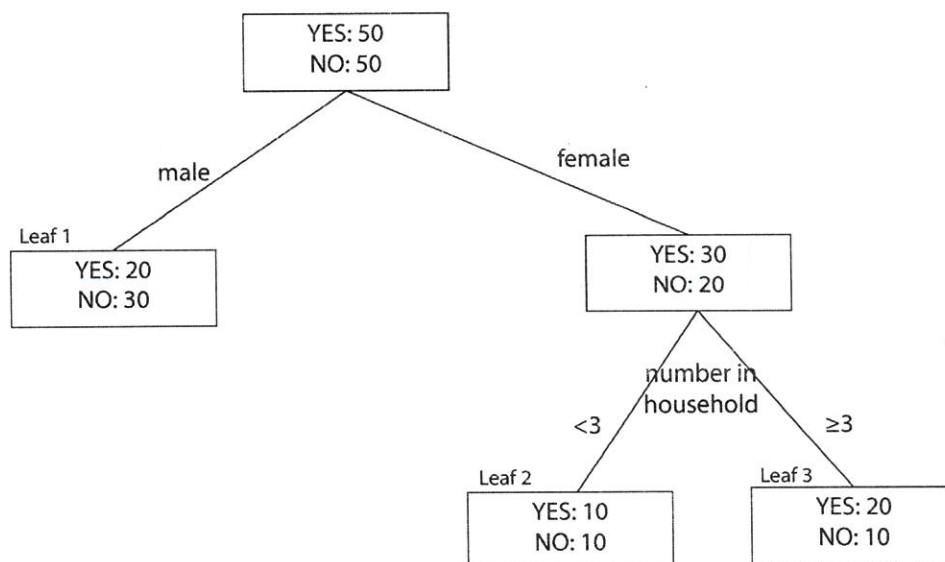 YES: 50
NO: 50
male
female
Leaf 1
YES: 20
NO: 30
YES: 30
NO: 20
number in
household
<3
≥3
Leaf 2
YES: 10
NO: 10
Leaf 3
YES: 20
NO: 10